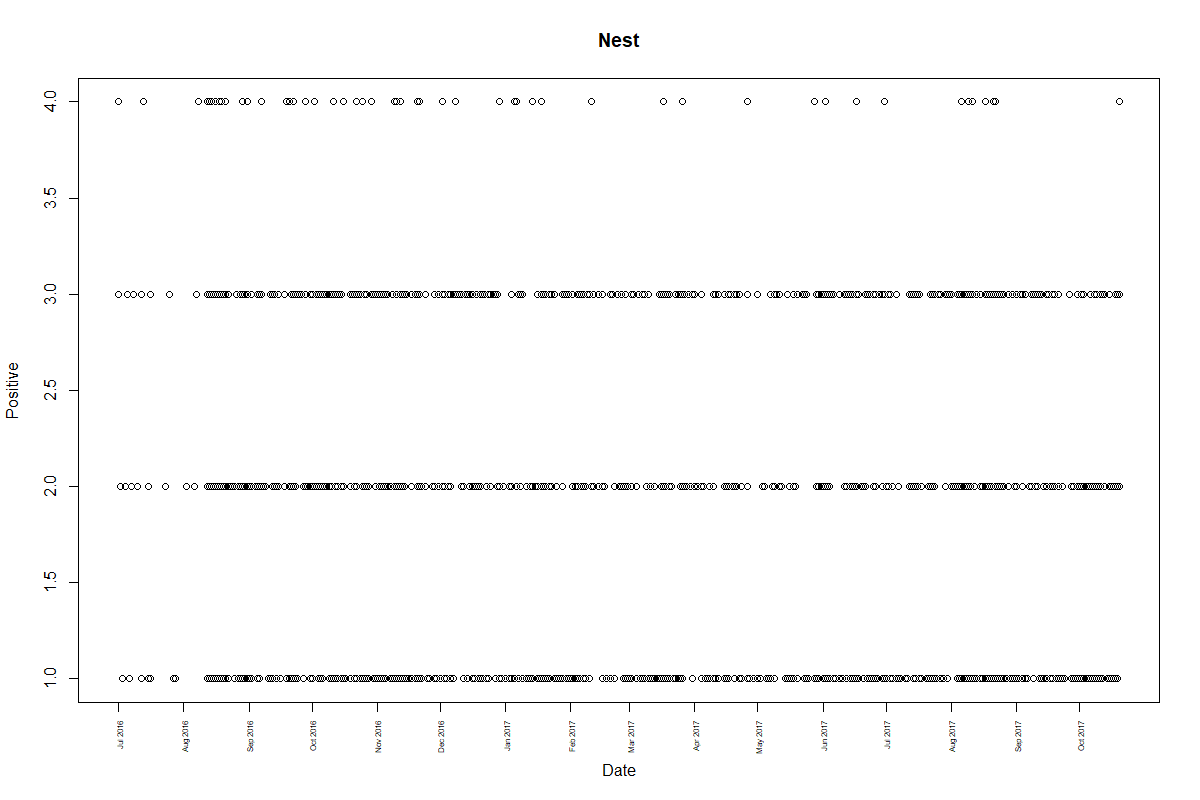 Nest
Positive
4.0
3.5
3.0
2.5
2.0
1.5
1.0
Jul 2016
Aug 2016
Sep 2016
Oct 2016
Nov 2016
Dec 2016
Jan 2017
Feb 2017
Mar 2017
Apr 2017
May 2017
Jun 2017
Jul 2017
Aug 2017
Sep 2017
Oct 2017
Date